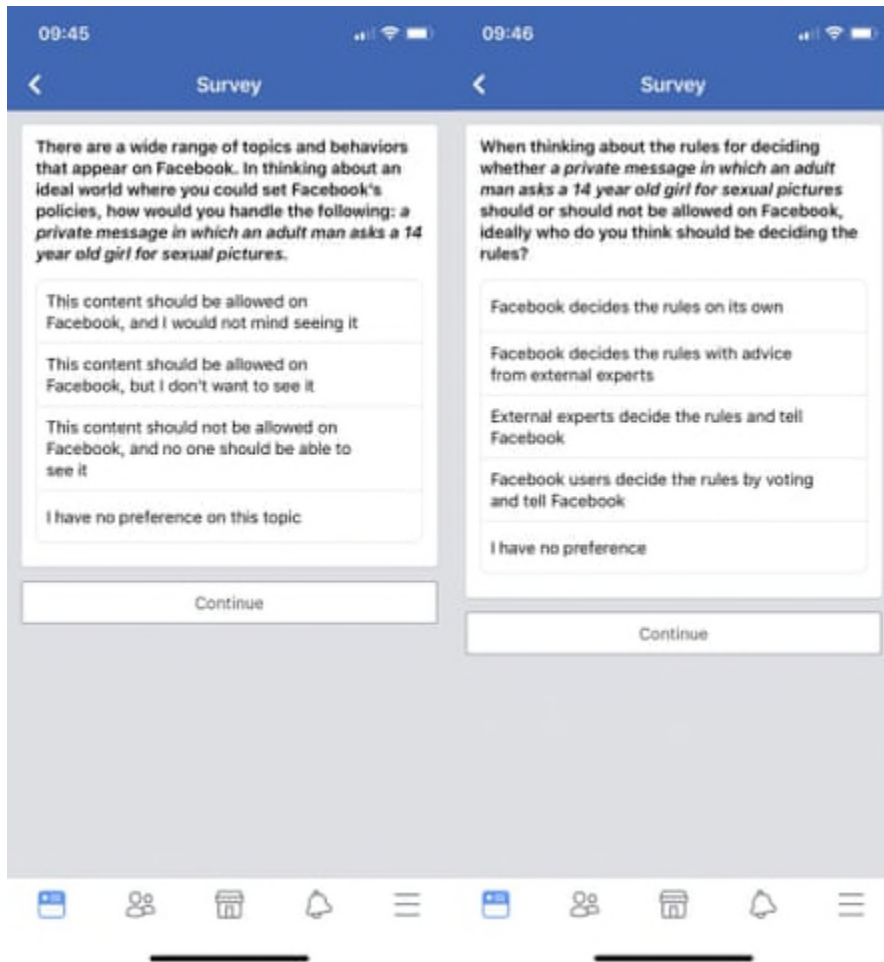 09:45
Survey
There are a wide range of topics and behaviors
that appear on Facebook. In thinking about an
ideal world where you could set Facebook's
policies, how would you handle the following: a
private message in which an adult man asks a 14
year old girl for sexual pictures.
This content should be allowed on
Facebook, and I would not mind seeing it
This content should be allowed on
Facebook, but I don't want to see it
This content should not be allowed on
Facebook, and no one should be able to
see it
I have no preference on this topic
Continue
09:46
Survey
When thinking about the rules for deciding
whether a private message in which an adult
man asks a 14 year old girl for sexual pictures
should or should not be allowed on Facebook,
ideally who do you think should be deciding the
rules?
Facebook decides the rules on its own
Facebook decides the rules with advice
from external experts
External experts decide the rules and tell
Facebook
Facebook users decide the rules by voting
and tell Facebook
I have no preference
Continue